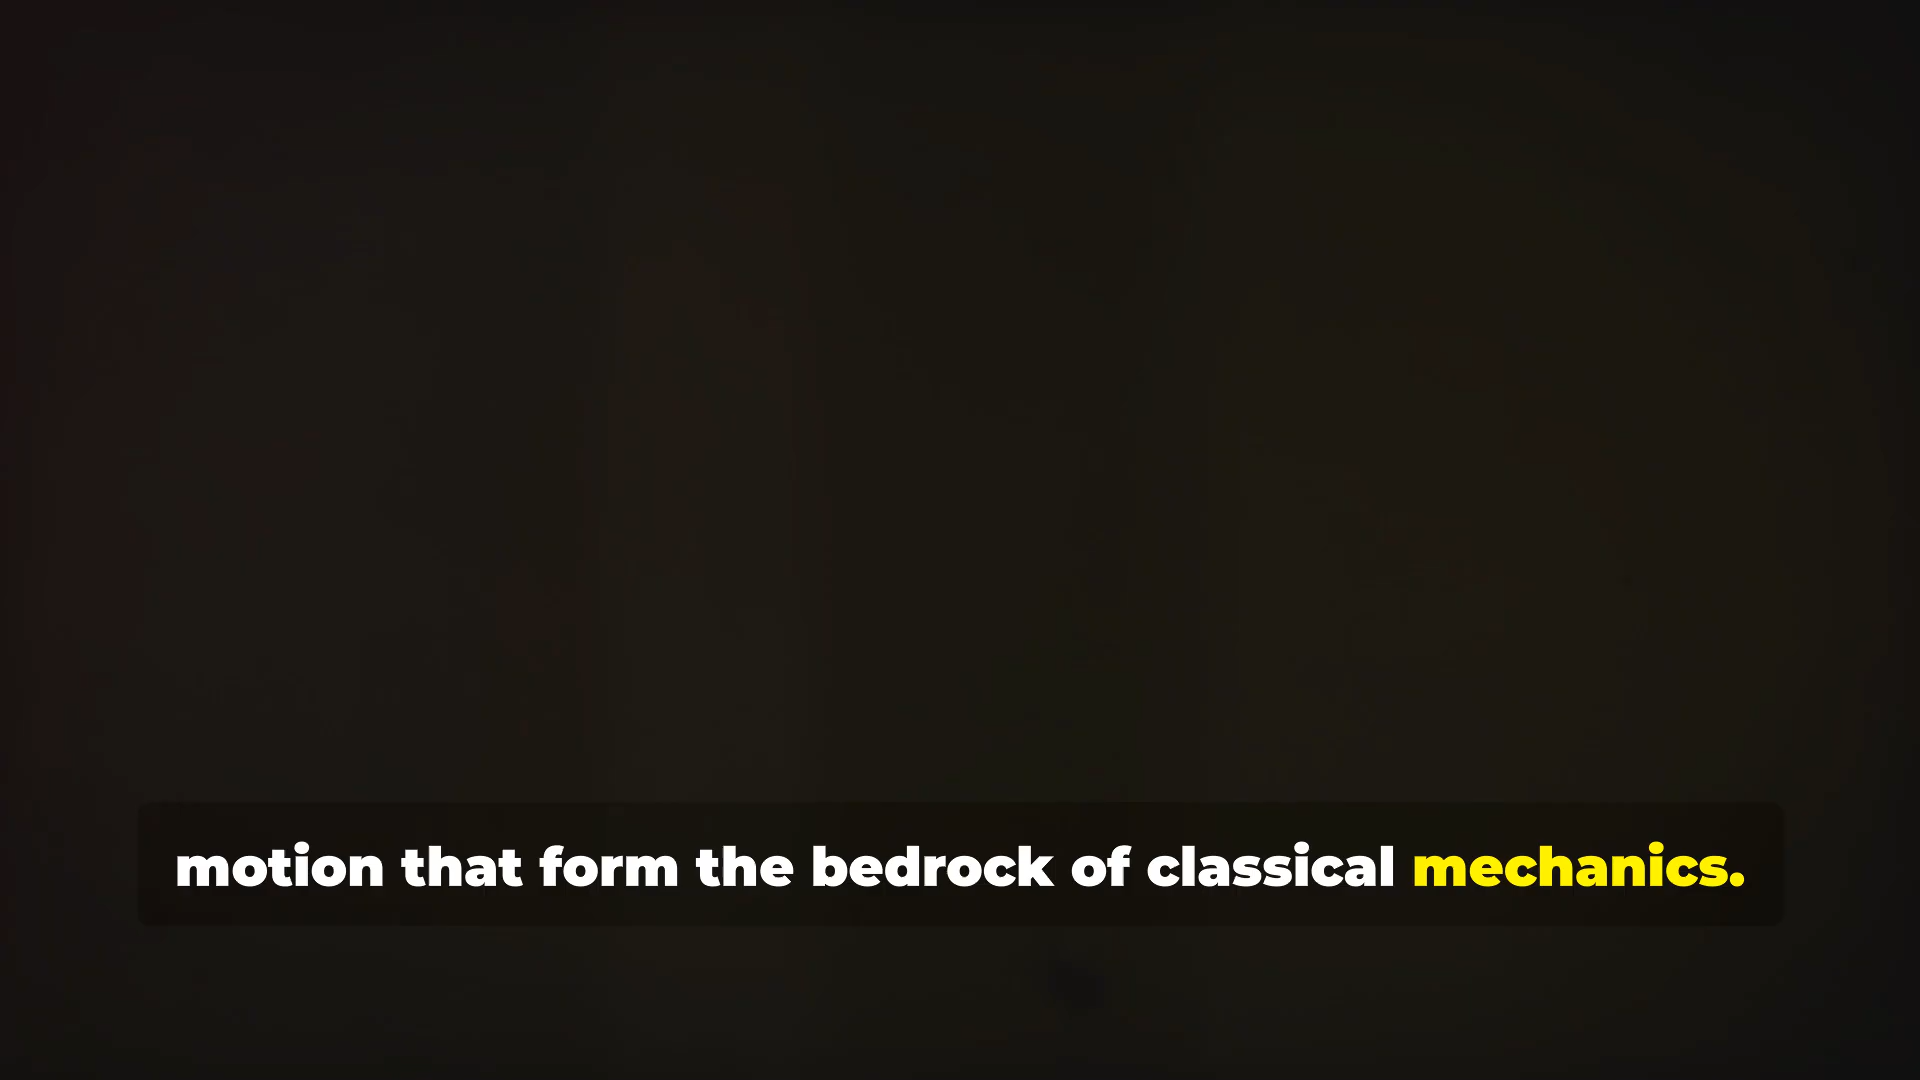 motion that form the bedrock of classical mechanics.